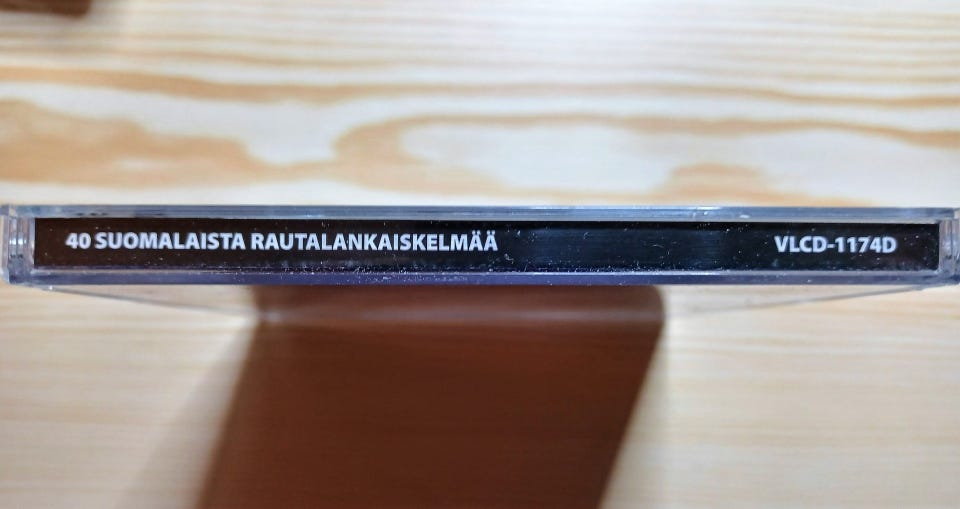 40 SUOMALAISTA RAUTALANKAISKELMÄÄ VLCD-1174D